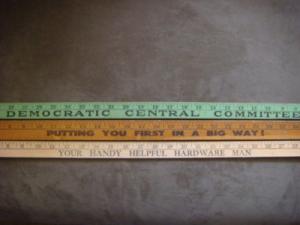 DEMOCRATIC CENTRAL COMMITTEE
PUTTING YOU FIRST IN A BIG WAY!
YOUR HANDY HELPFUL HARDWARE MAN